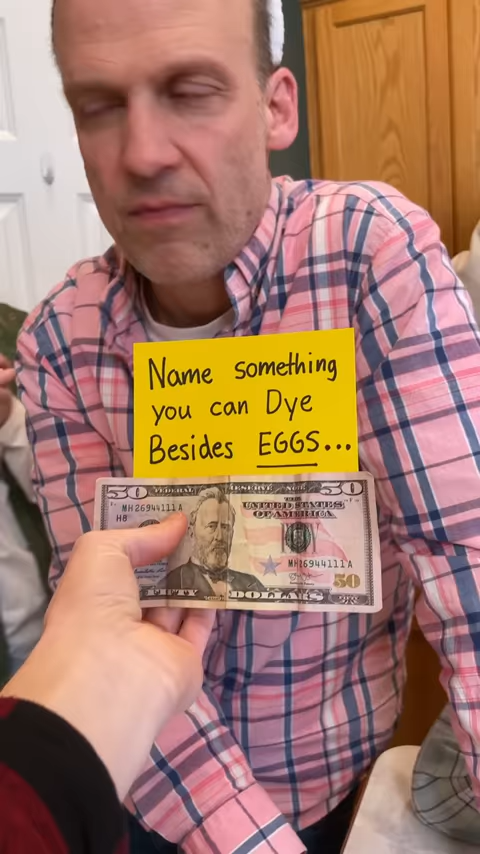 Name something
you can Dye
Besides EGGS...
50 FEDERAL RESERVE NOTE 50
MH26944111A
H8
THE
UNITED STATES
OF AMERICA
MH26944111A
50
FIFTY DOLLARS